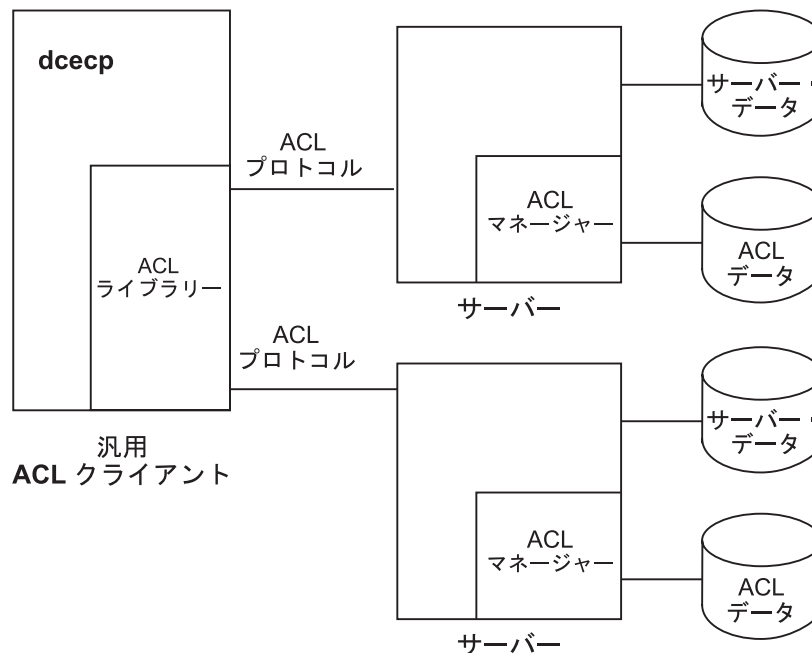 dcecp
ACL
ライブラリー
汎用
ACL クライアント
ACL
プロトコル
ACL
プロトコル
ACL
マネージャー
サーバー
サーバー・
データ
ACL
データ
ACL
マネージャー
サーバー
サーバー・
データ
ACL
データ